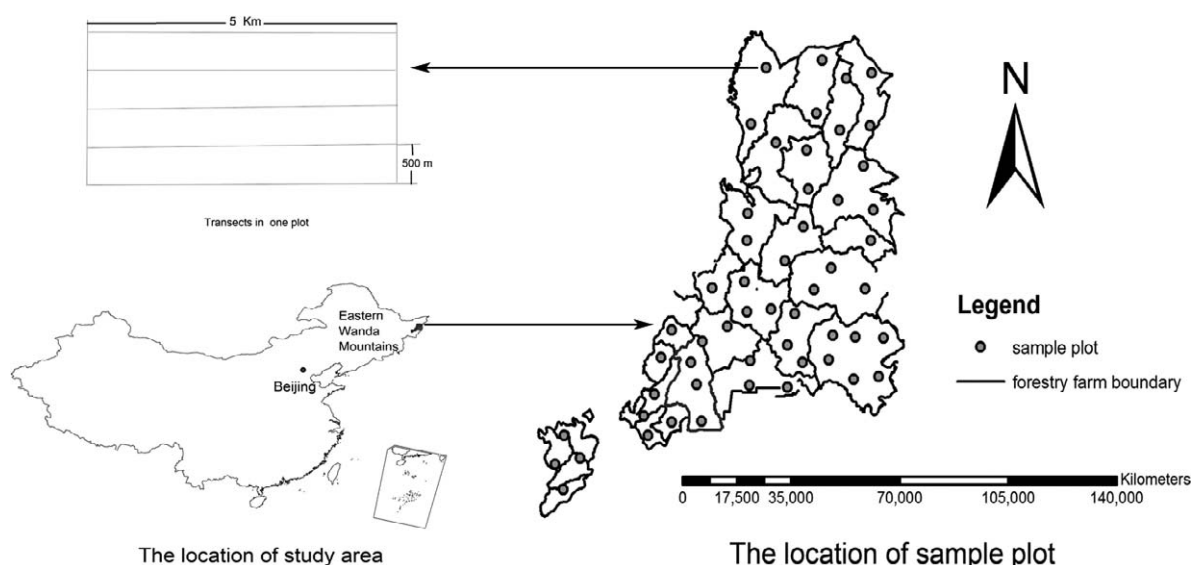 5 Km
500 m
Transects in one plot
Eastern
Wanda
Mountains
Beijing
The location of study area
N
Legend
sample plot
forestry farm boundary
Kilometers
0 17,500 35,000 70,000 105,000 140,000
The location of sample plot